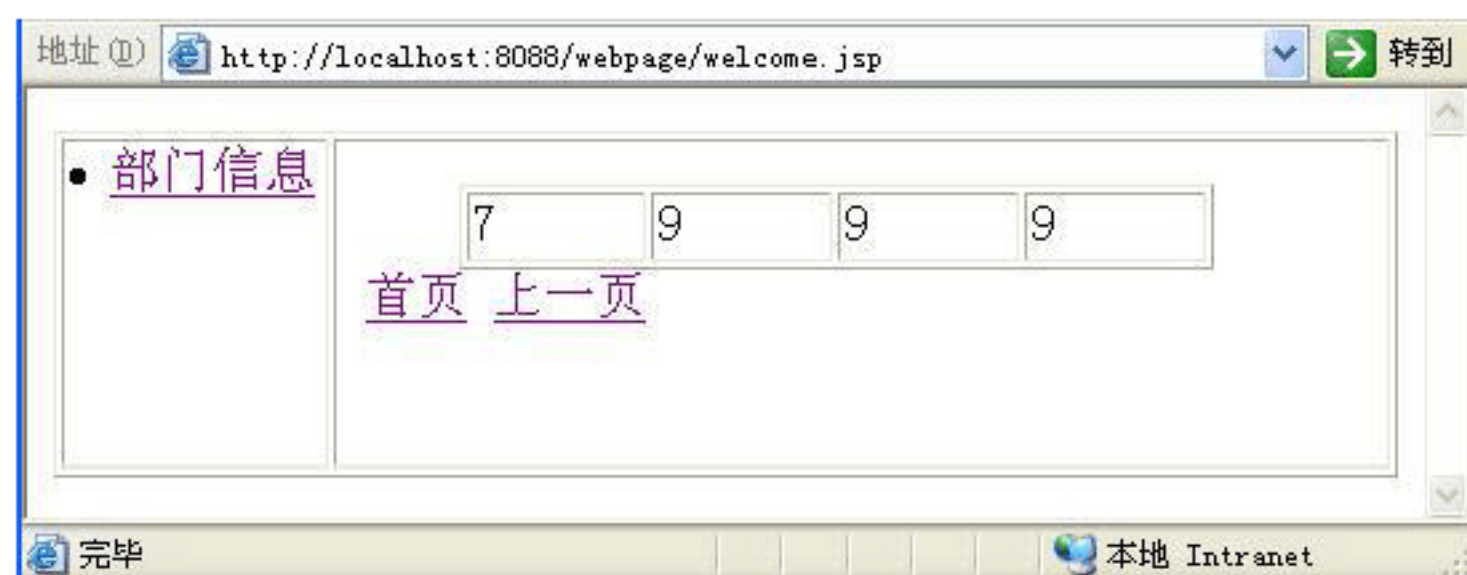 地址(D) http://localhost:8088/webpage/welcome.jsp 转到
部门信息
7 9 9 9
首页 上一页
完毕 本地 Intranet